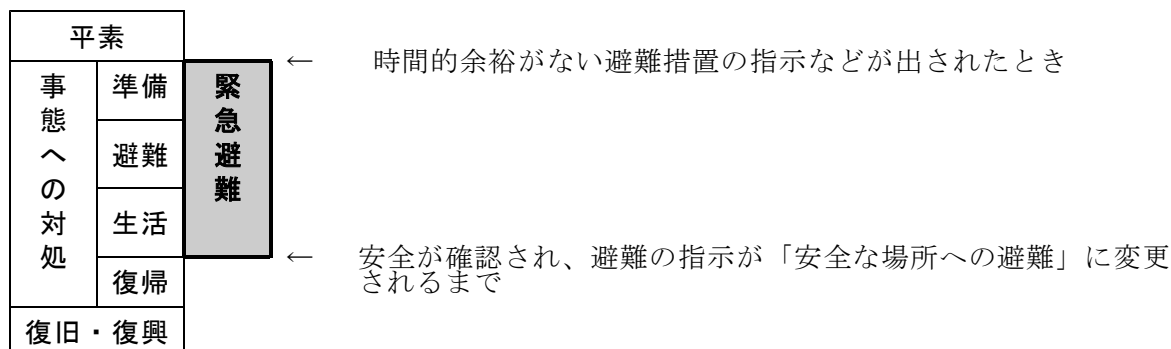 平素
← 時間的余裕がない避難措置の指示などが出されたとき
事態への対処
準備
緊急避難
避難
生活
← 安全が確認され、避難の指示が「安全な場所への避難」に変更
されるまで
復帰
復旧・復興